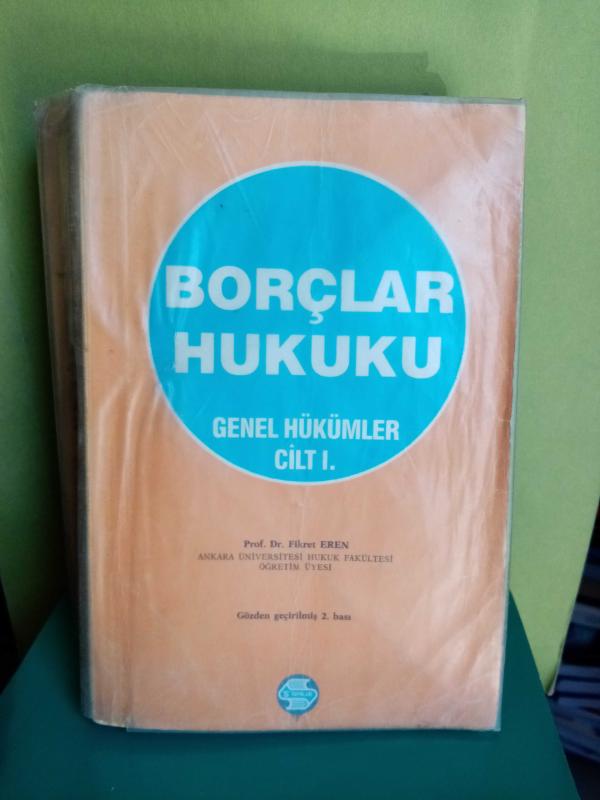 BORÇLAR
HUKUKU
GENEL HÜKÜMLER
CİLT I.
Prof. Dr. Fikret EREN
ANKARA ÜNİVERSİTESİ HUKUK FAKÜLTESİ
ÖĞRETİM ÜYESİ
Gözden geçirilmiş 2. bası